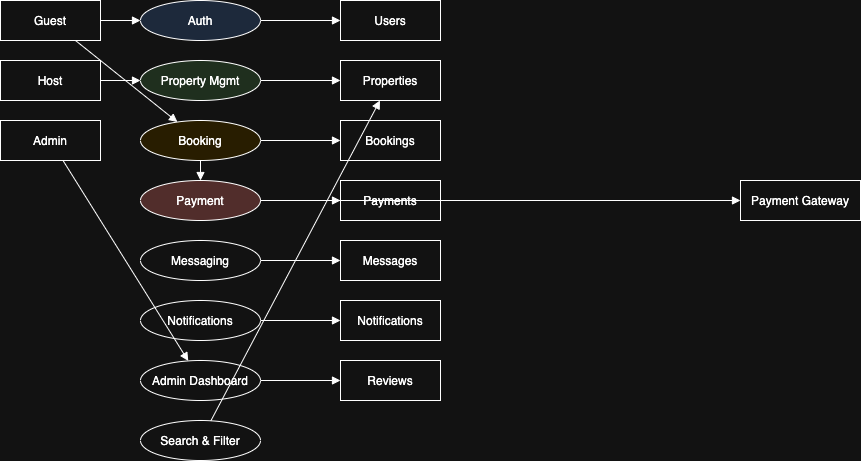 Guest
Auth
Users
Host
Property Mgmt
Properties
Admin
Booking
Bookings
Payment
Payments
Payment Gateway
Messaging
Messages
Notifications
Notifications
Admin Dashboard
Reviews
Search & Filter